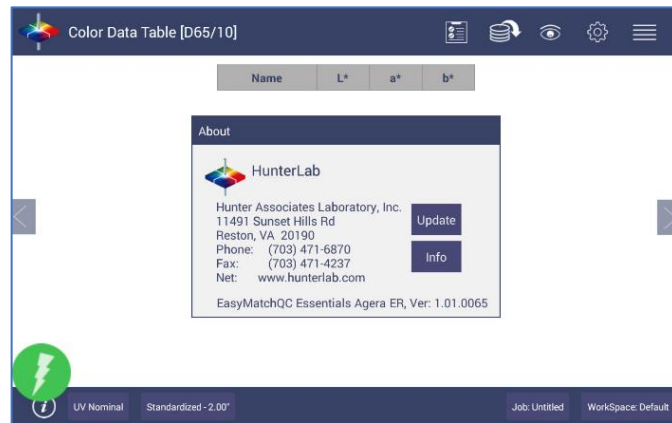 Color Data Table [D65/10]
Name L* a* b*
About
HunterLab
Hunter Associates Laboratory, Inc.
11491 Sunset Hills Rd
Reston, VA 20190
Phone: (703) 471-6870
Fax: (703) 471-4237
Net: www.hunterlab.com
Update
Info
EasyMatchQC Essentials Agera ER, Ver: 1.01.0065
i UV Nominal Standardized - 2.00" Job: Untitled WorkSpace: Default